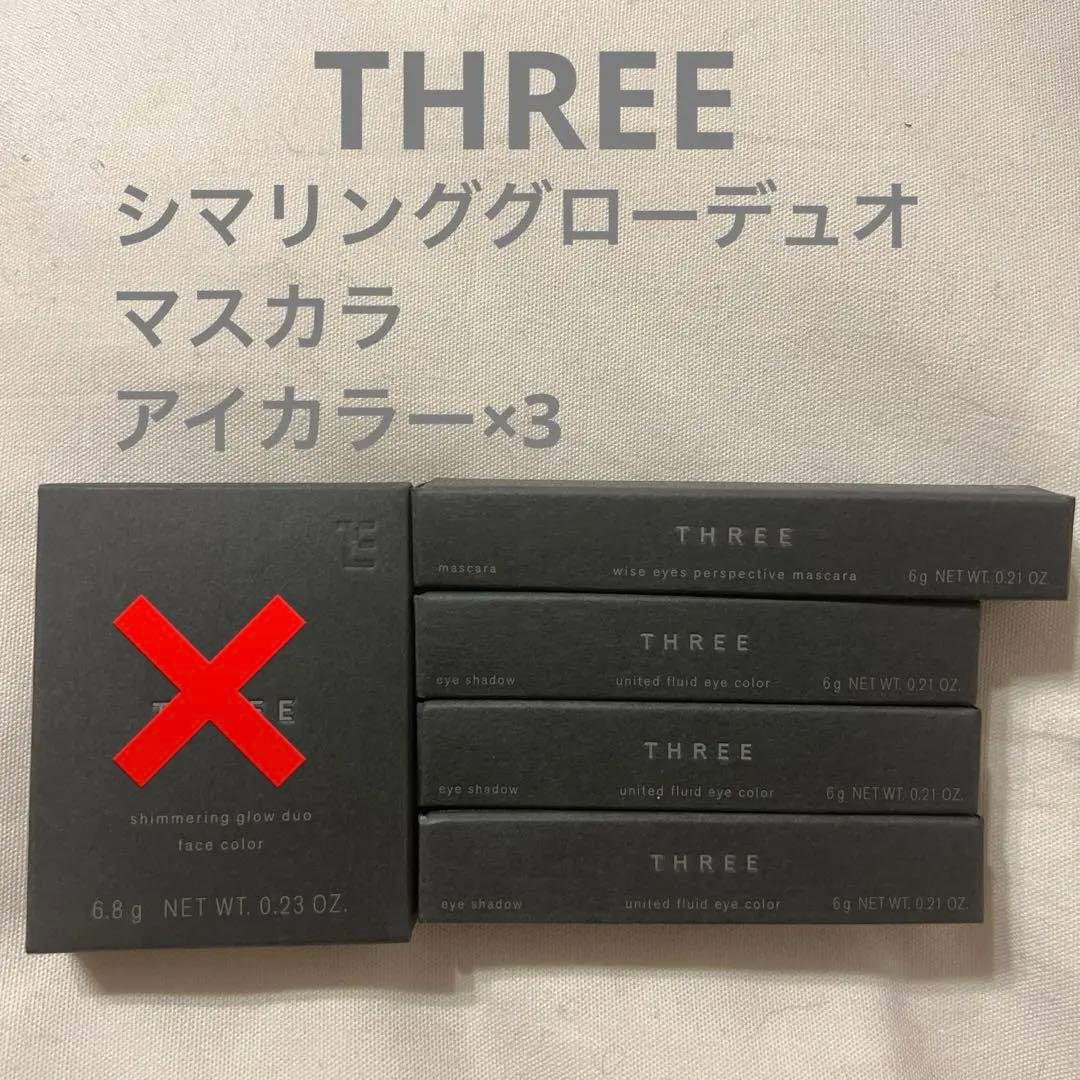 THREE
シマリンググローデュオ
マスカラ
アイカラー×3
shimmering glow duo
face color
6.8 g NET WT. 0.23 OZ.
THREE
mascara wise eyes perspective mascara 6g NET WT. 0.21 OZ
THREE
eye shadow united fluid eye color 6g NET WT. 0.21 OZ.
THREE
eye shadow united fluid eye color 6g NET WT. 0.21 OZ.
THREE
eye shadow united fluid eye color 6g NET WT. 0.21 OZ.